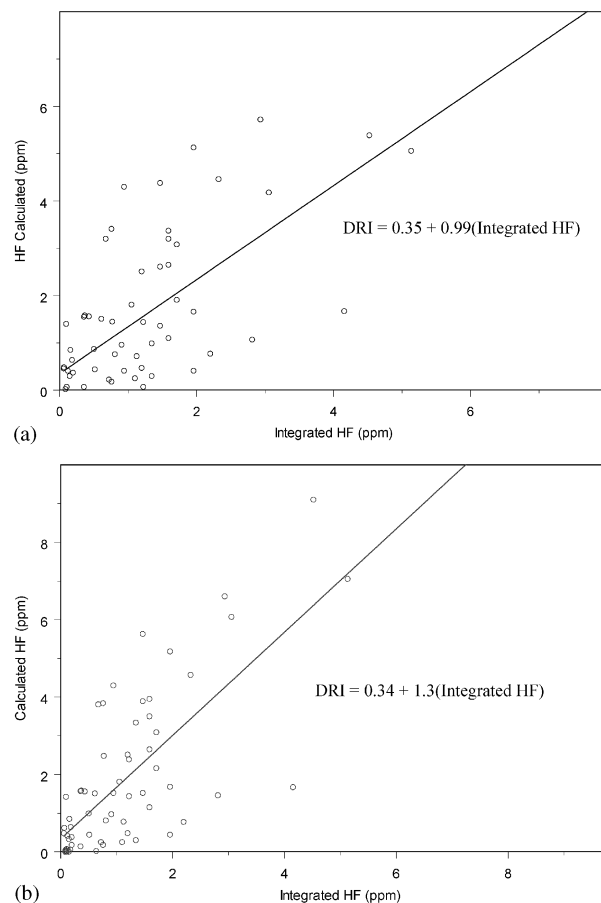 HF Calculated (ppm)
6
4
2
0
DRI = 0.35 + 0.99(Integrated HF)
0 2 4 6
Integrated HF (ppm)
(a)
Calculated HF (ppm)
8
6
4
2
0
DRI = 0.34 + 1.3(Integrated HF)
0 2 4 6 8
Integrated HF (ppm)
(b)